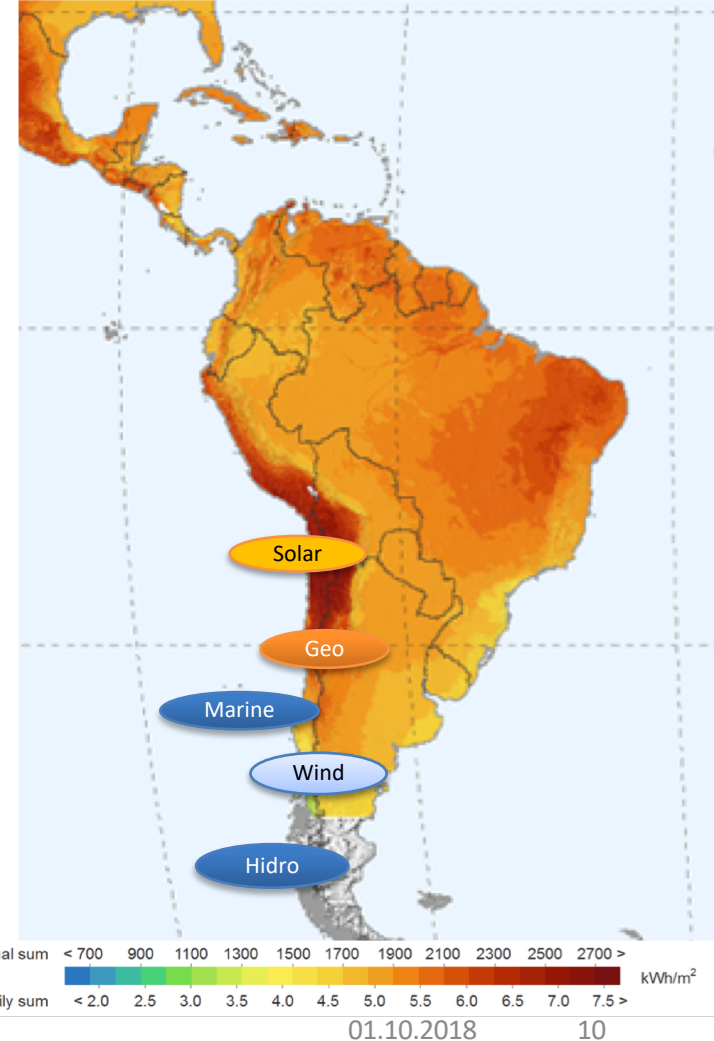 Solar
Geo
Marine
Wind
Hidro
al sum < 700 900 1100 1300 1500 1700 1900 2100 2300 2500 2700 >
kWh/m²
ily sum < 2.0 2.5 3.0 3.5 4.0 4.5 5.0 5.5 6.0 6.5 7.0 7.5 >
01.10.2018 10